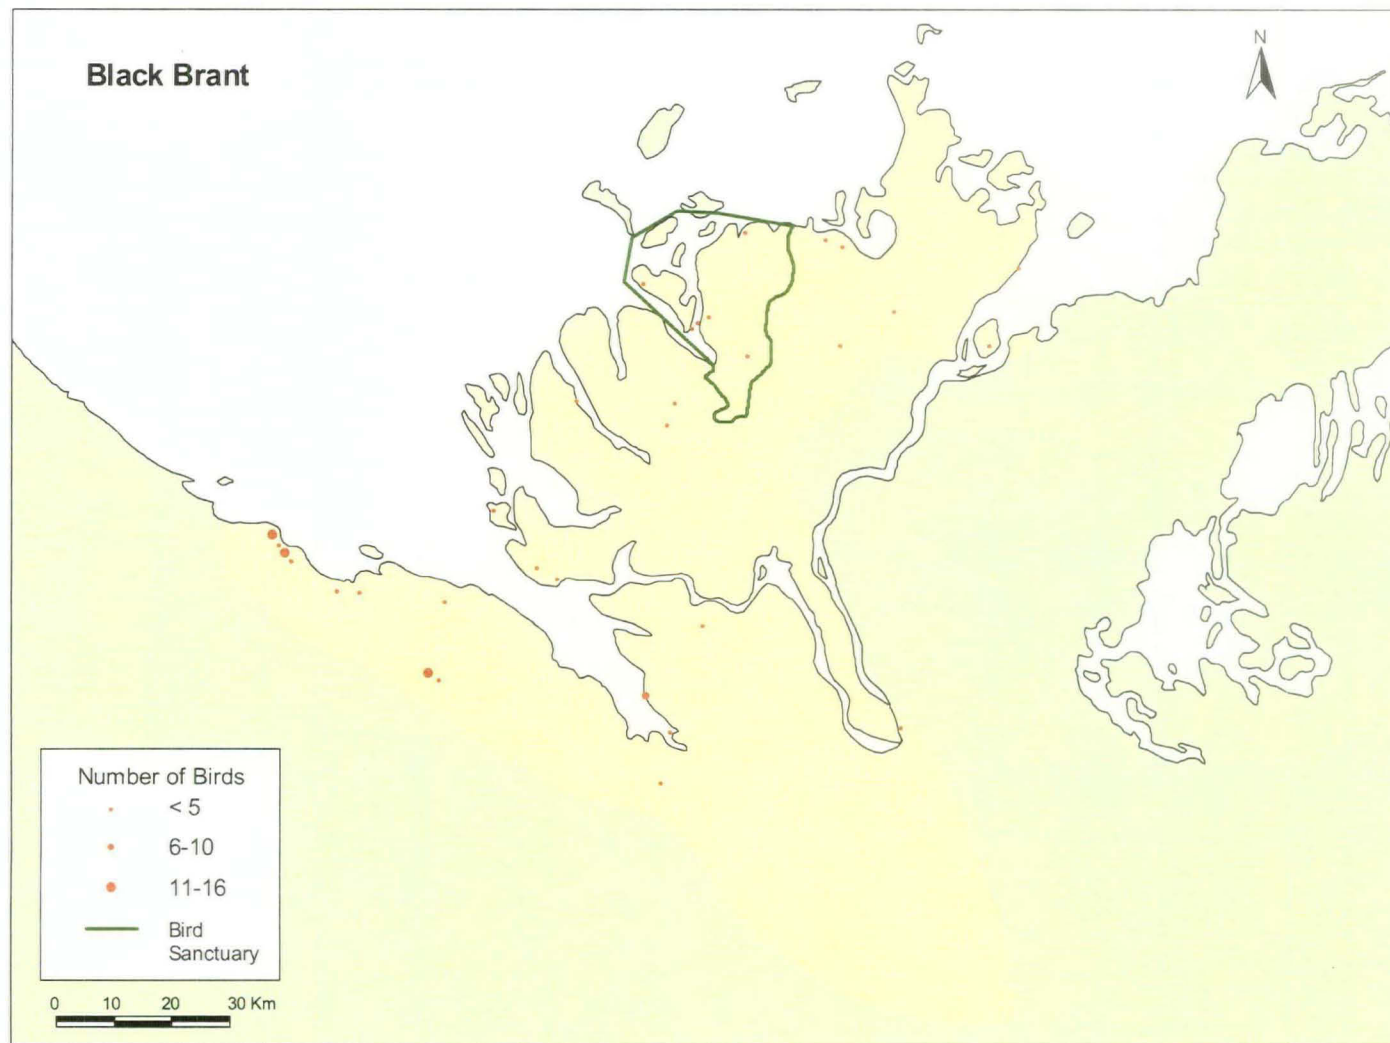 Black Brant
N
Number of Birds
< 5
6-10
11-16
Bird
Sanctuary
0 10 20 30 Km